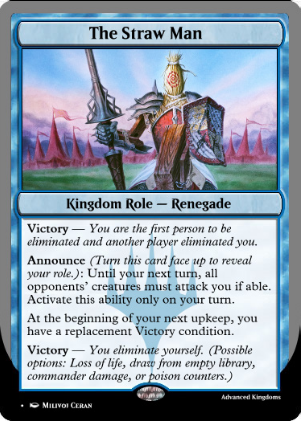 The Straw Man
Kingdom Role — Renegade
Victory — You are the first person to be
eliminated and another player eliminated you.
Announce (Turn this card face up to reveal
your role.): Until your next turn, all
opponents' creatures must attack you if able.
Activate this ability only on your turn.
At the beginning of your next upkeep, you
have a replacement Victory condition.
Victory — You eliminate yourself. (Possible
options: Loss of life, draw from empty library,
commander damage, or poison counters.)
Advanced Kingdoms
• Milivoj Ceran